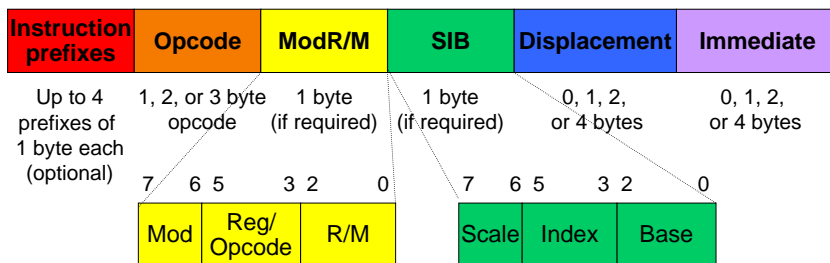 Instruction prefixes
Opcode
ModR/M
SIB
Displacement
Immediate
Up to 4
prefixes of
1 byte each
(optional)
1, 2, or 3 byte
opcode
1 byte
(if required)
1 byte
(if required)
0, 1, 2,
or 4 bytes
0, 1, 2,
or 4 bytes
7 6 5 3 2 0
Mod
Reg/
Opcode
R/M
7 6 5 3 2 0
Scale
Index
Base